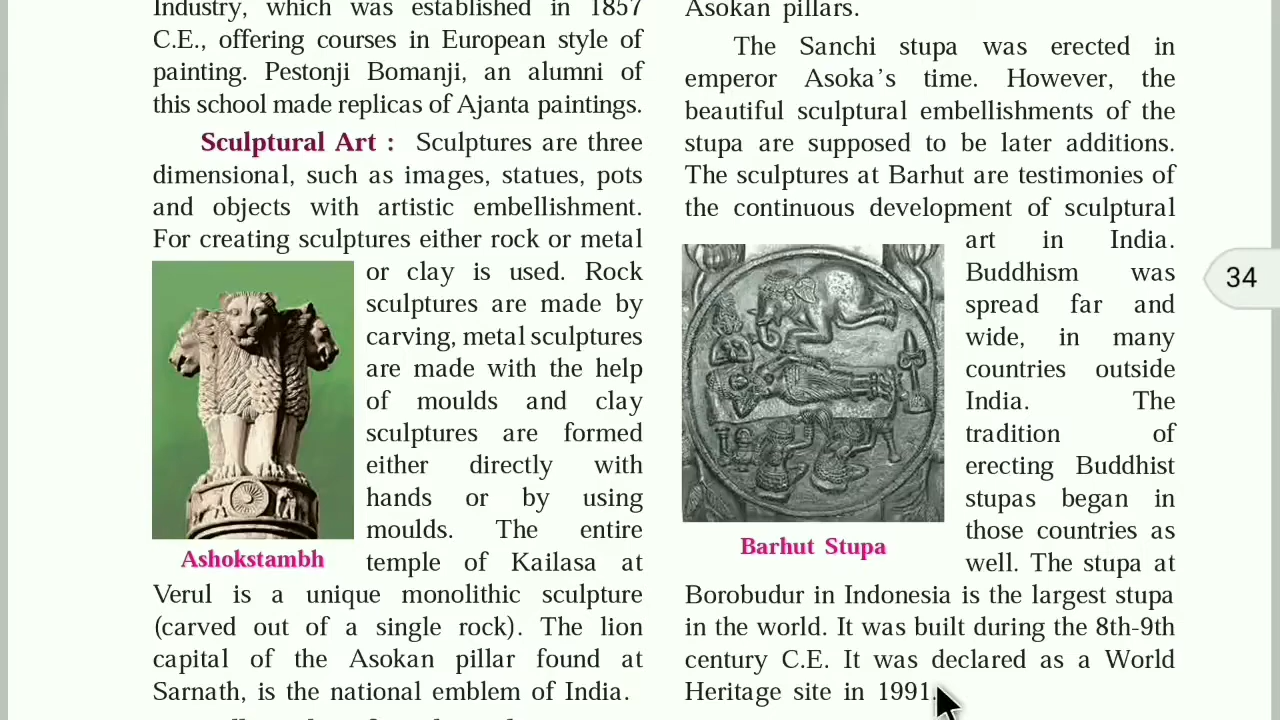 Industry, which was established in 1857
C.E., offering courses in European style of
painting. Pestonji Bomanji, an alumni of
this school made replicas of Ajanta paintings.
Sculptural Art : Sculptures are three
dimensional, such as images, statues, pots
and objects with artistic embellishment.
For creating sculptures either rock or metal
or clay is used. Rock
sculptures are made by
carving, metal sculptures
are made with the help
of moulds and clay
sculptures are formed
either directly with
hands or by using
moulds. The entire
temple of Kailasa at
Ashokstambh
Verul is a unique monolithic sculpture
(carved out of a single rock). The lion
capital of the Asokan pillar found at
Sarnath, is the national emblem of India.
Asokan pillars.
The Sanchi stupa was erected in
emperor Asoka's time. However, the
beautiful sculptural embellishments of the
stupa are supposed to be later additions.
The sculptures at Barhut are testimonies of
the continuous development of sculptural
art in India.
Buddhism was
spread far and
wide, in many
countries outside
India. The
tradition of
erecting Buddhist
stupas began in
those countries as
well. The stupa at
Barhut Stupa
Borobudur in Indonesia is the largest stupa
in the world. It was built during the 8th-9th
century C.E. It was declared as a World
Heritage site in 1991.
34